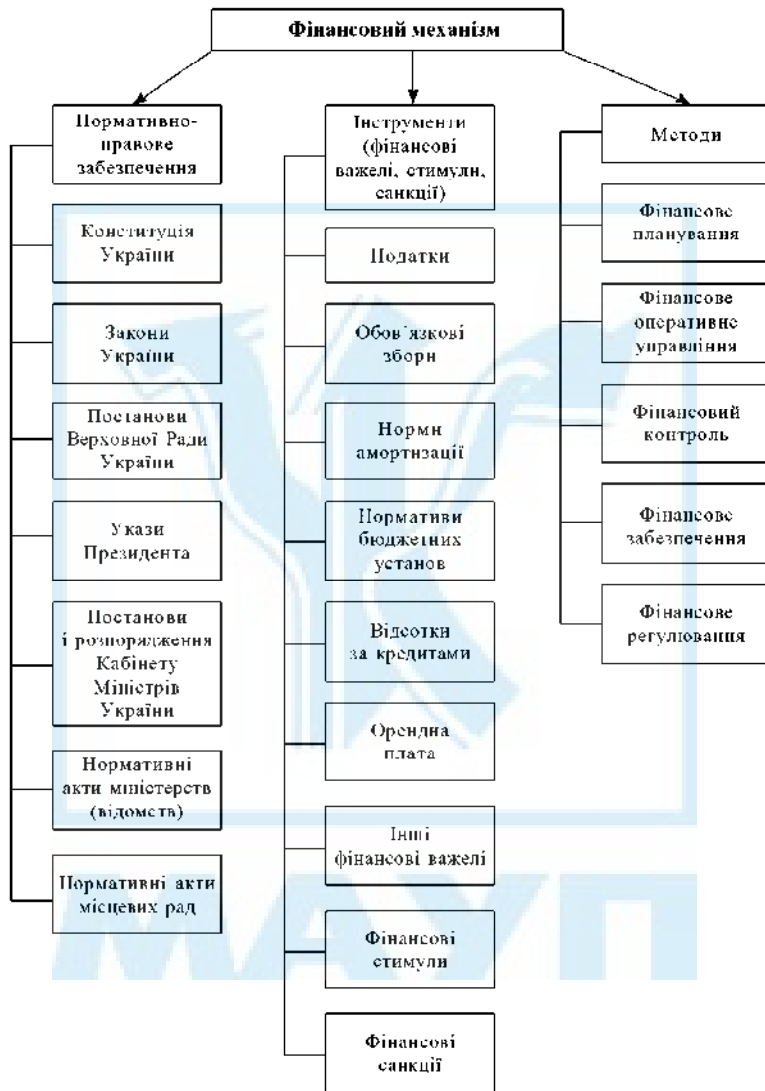 Фінансовий механізм
Нормативно-
правове
забезпечення
Конституція
України
Закони
України
Постанови
Верховної Ради
України
Укази
Президента
Постанови
і розпорядження
Кабінету
Міністрів
України
Нормативні
акти міністерств
(відомств)
Нормативні акти
місцевих рад
Інструменти
(фінансові
важелі, стимули,
санкції)
Податки
Обов'язкові
збори
Норми
амортизації
Нормативи
бюджетних
установ
Відсотки
за кредитами
Орендна
плата
Інші
фінансові важелі
Фінансові
стимули
Фінансові
санкції
Методи
Фінансове
планування
Фінансове
оперативне
управління
Фінансовий
контроль
Фінансове
забезпечення
Фінансове
регулювання
МАУП